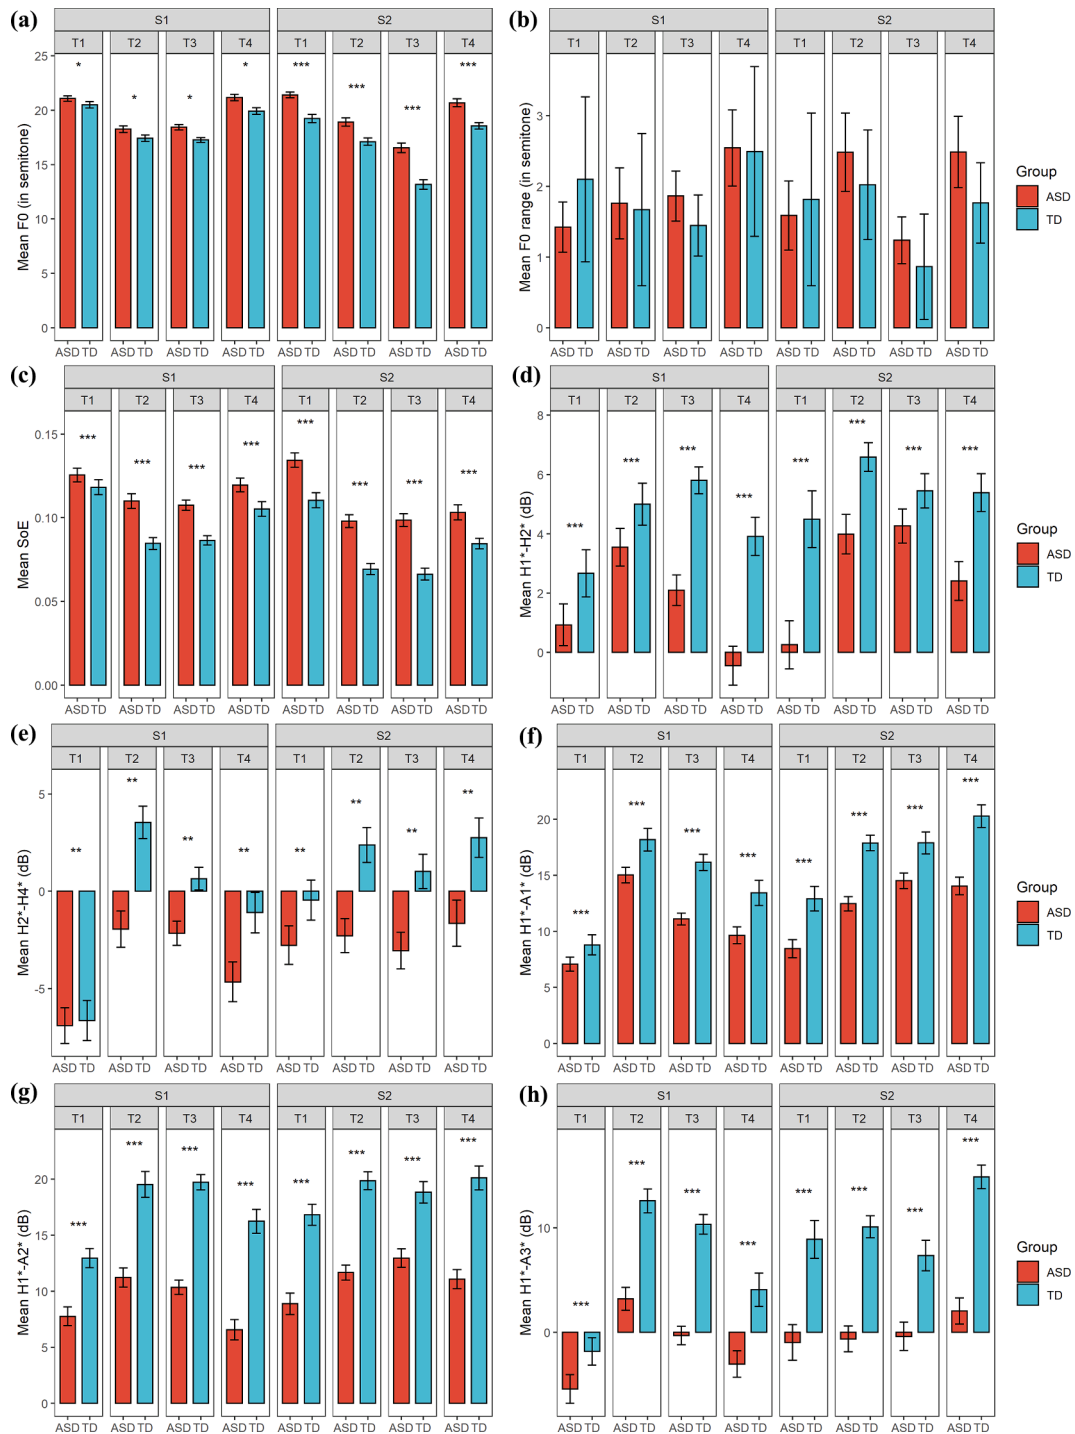 (a)
S1 S2
T1 T2 T3 T4 T1 T2 T3 T4
Mean F0 (in semitone)
25
20
15
10
5
0
* * * * *** *** *** ***
ASD TD ASD TD ASD TD ASD TD ASD TD ASD TD ASD TD ASD TD
(b)
S1 S2
T1 T2 T3 T4 T1 T2 T3 T4
Mean F0 range (in semitone)
3
2
1
0
ASD TD ASD TD ASD TD ASD TD ASD TD ASD TD ASD TD ASD TD
Group
ASD
TD
(c)
S1 S2
T1 T2 T3 T4 T1 T2 T3 T4
Mean SoE
0.15
0.10
0.05
0.00
*** *** *** *** *** *** *** ***
ASD TD ASD TD ASD TD ASD TD ASD TD ASD TD ASD TD ASD TD
(d)
S1 S2
T1 T2 T3 T4 T1 T2 T3 T4
Mean H1*-H2* (dB)
8
6
4
2
0
*** *** *** *** *** *** *** ***
ASD TD ASD TD ASD TD ASD TD ASD TD ASD TD ASD TD ASD TD
Group
ASD
TD
(e)
S1 S2
T1 T2 T3 T4 T1 T2 T3 T4
Mean H2*-H4* (dB)
5
0
-5
** ** ** ** ** ** ** **
ASD TD ASD TD ASD TD ASD TD ASD TD ASD TD ASD TD ASD TD
(f)
S1 S2
T1 T2 T3 T4 T1 T2 T3 T4
Mean H1*-A1* (dB)
20
15
10
5
0
*** *** *** *** *** *** *** ***
ASD TD ASD TD ASD TD ASD TD ASD TD ASD TD ASD TD ASD TD
Group
ASD
TD
(g)
S1 S2
T1 T2 T3 T4 T1 T2 T3 T4
Mean H1*-A2* (dB)
20
15
10
5
0
*** *** *** *** *** *** *** ***
ASD TD ASD TD ASD TD ASD TD ASD TD ASD TD ASD TD ASD TD
(h)
S1 S2
T1 T2 T3 T4 T1 T2 T3 T4
Mean H1*-A3* (dB)
10
0
*** *** *** *** *** *** *** ***
ASD TD ASD TD ASD TD ASD TD ASD TD ASD TD ASD TD ASD TD
Group
ASD
TD